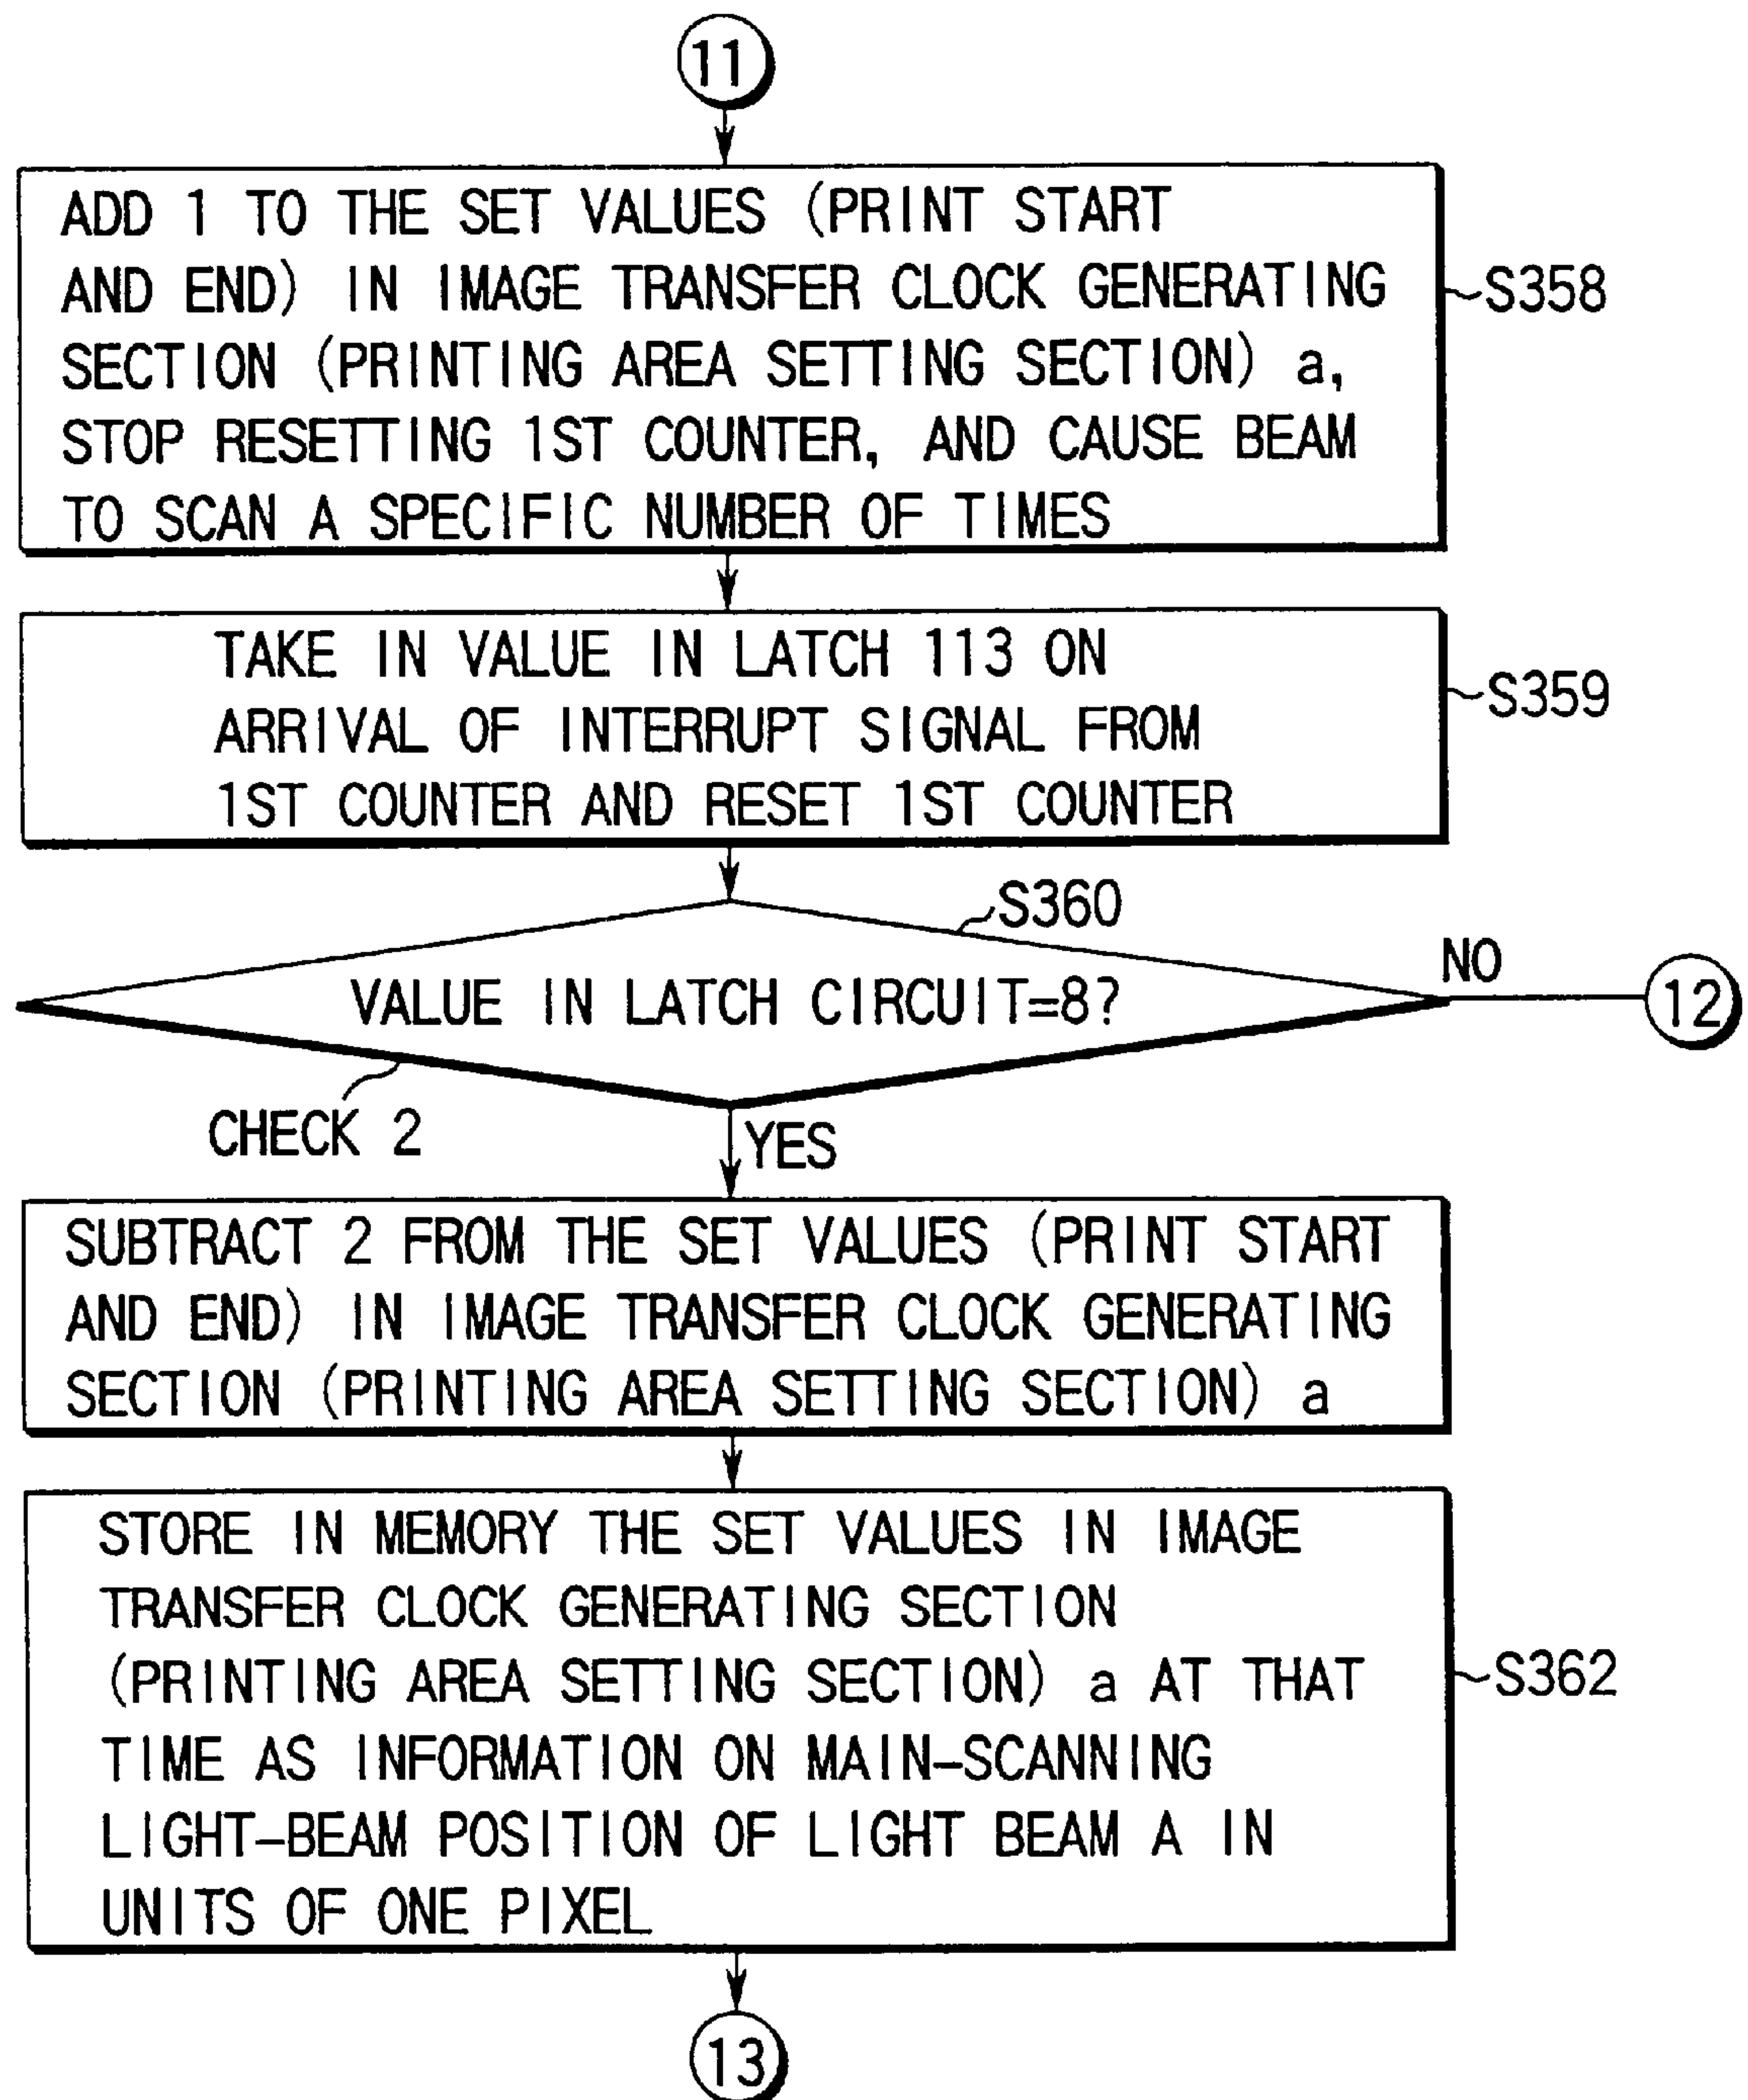 11
ADD 1 TO THE SET VALUES (PRINT START
AND END) IN IMAGE TRANSFER CLOCK GENERATING
SECTION (PRINTING AREA SETTING SECTION) a,
STOP RESETTING 1ST COUNTER, AND CAUSE BEAM
TO SCAN A SPECIFIC NUMBER OF TIMES
S358
TAKE IN VALUE IN LATCH 113 ON
ARRIVAL OF INTERRUPT SIGNAL FROM
1ST COUNTER AND RESET 1ST COUNTER
S359
S360
VALUE IN LATCH CIRCUIT=8?
NO
12
CHECK 2
YES
SUBTRACT 2 FROM THE SET VALUES (PRINT START
AND END) IN IMAGE TRANSFER CLOCK GENERATING
SECTION (PRINTING AREA SETTING SECTION) a
STORE IN MEMORY THE SET VALUES IN IMAGE
TRANSFER CLOCK GENERATING SECTION
(PRINTING AREA SETTING SECTION) a AT THAT
TIME AS INFORMATION ON MAIN-SCANNING
LIGHT-BEAM POSITION OF LIGHT BEAM A IN
UNITS OF ONE PIXEL
S362
13